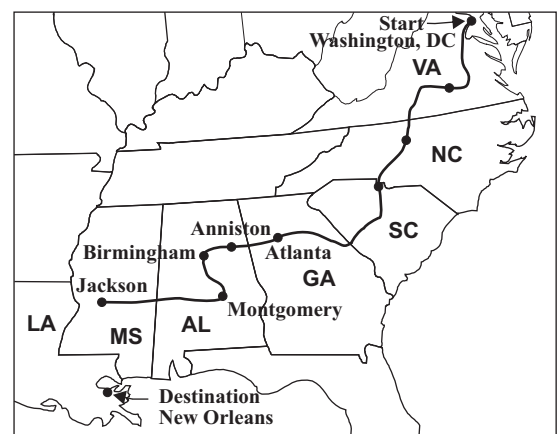 Start
Washington, DC
VA
NC
Anniston
SC
Birmingham
Atlanta
Jackson
GA
Montgomery
LA
MS
AL
Destination
New Orleans